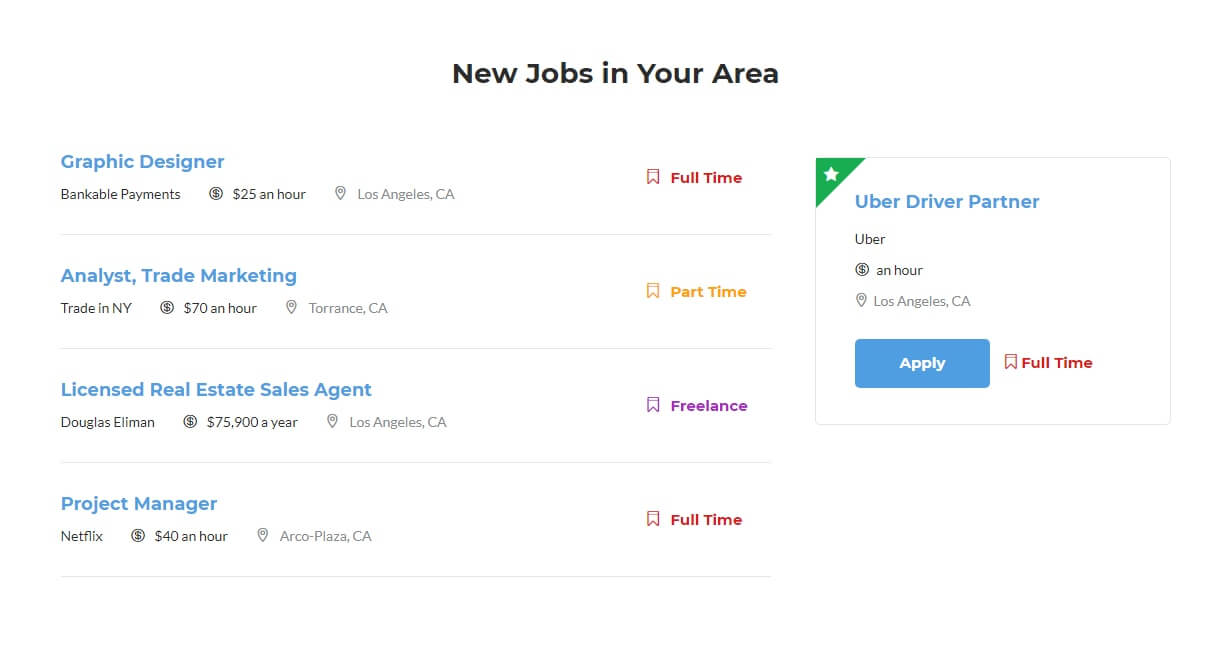 New Jobs in Your Area
Graphic Designer
Bankable Payments $25 an hour Los Angeles, CA
Full Time
Analyst, Trade Marketing
Trade in NY $70 an hour Torrance, CA
Part Time
Licensed Real Estate Sales Agent
Douglas Eliman $75,900 a year Los Angeles, CA
Freelance
Project Manager
Netflix $40 an hour Arco-Plaza, CA
Full Time
Uber Driver Partner
Uber
an hour
Los Angeles, CA
Apply Full Time